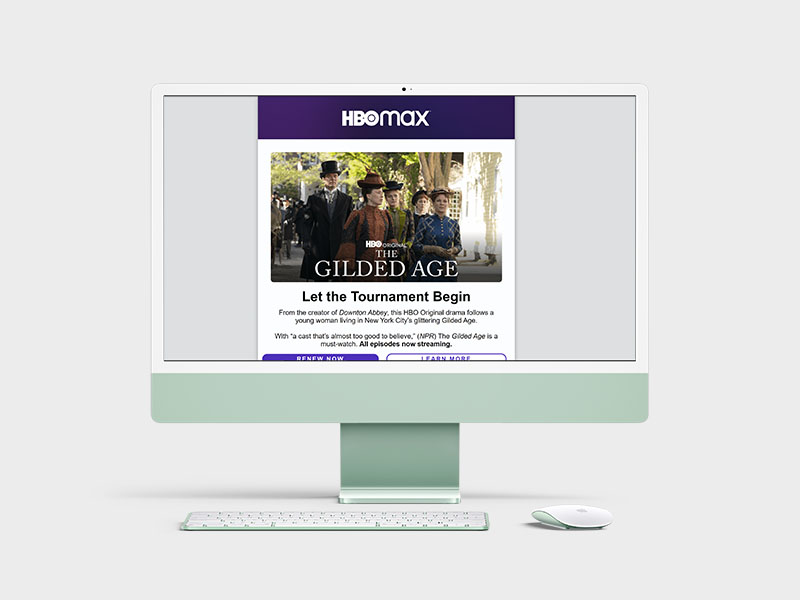 HBOmax
HBO ORIGINAL
THE
GILDED AGE
Let the Tournament Begin
From the creator of Downton Abbey, this HBO Original drama follows a
young woman living in New York City's glittering Gilded Age.
With “a cast that's almost too good to believe,” (NPR) The Gilded Age is a
must-watch. All episodes now streaming.
RENEW NOW
LEARN MORE